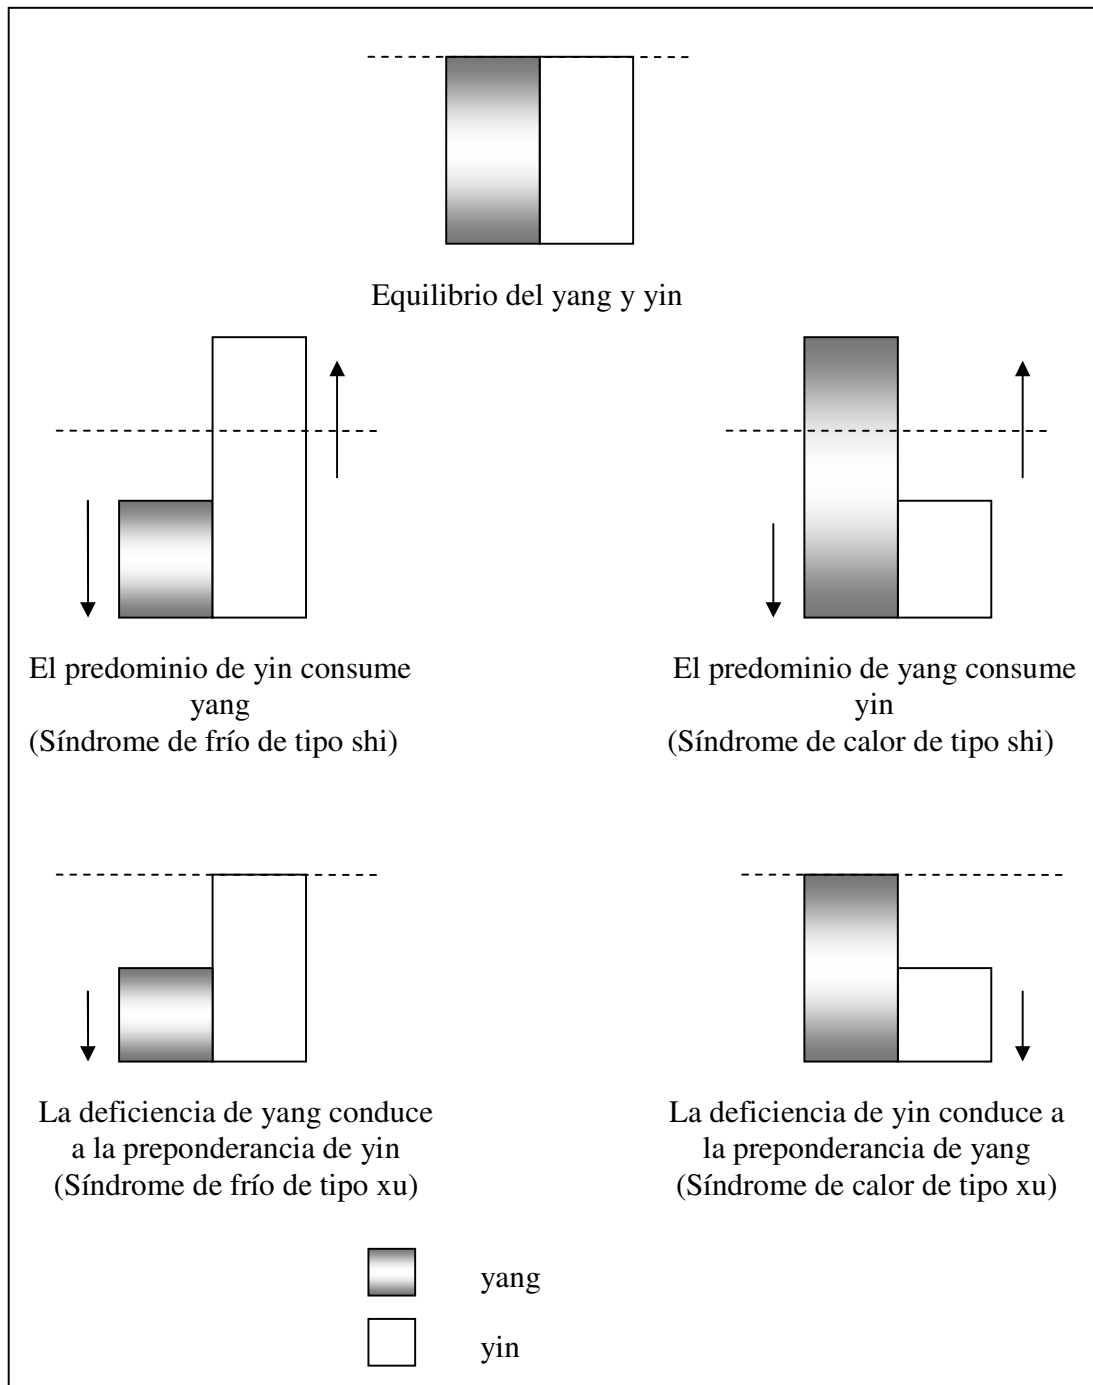 Equilibrio del yang y yin
El predominio de yin consume
yang
(Síndrome de frío de tipo shi)
El predominio de yang consume
yin
(Síndrome de calor de tipo shi)
La deficiencia de yang conduce
a la preponderancia de yin
(Síndrome de frío de tipo xu)
La deficiencia de yin conduce a
la preponderancia de yang
(Síndrome de calor de tipo xu)
yang
yin